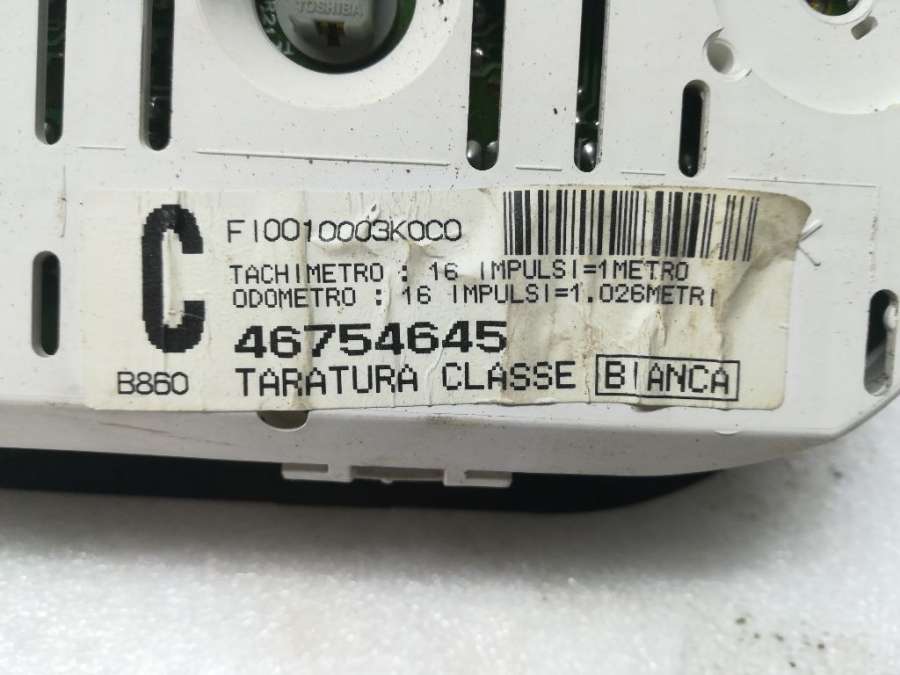 TOSHIBA
C
FI0010003K0C0
TACHIMETRO : 16 IMPULSI=1METRO
ODOMETRO : 16 IMPULSI=1.026METRI
46754645
B860 TARATURA CLASSE BIANCA